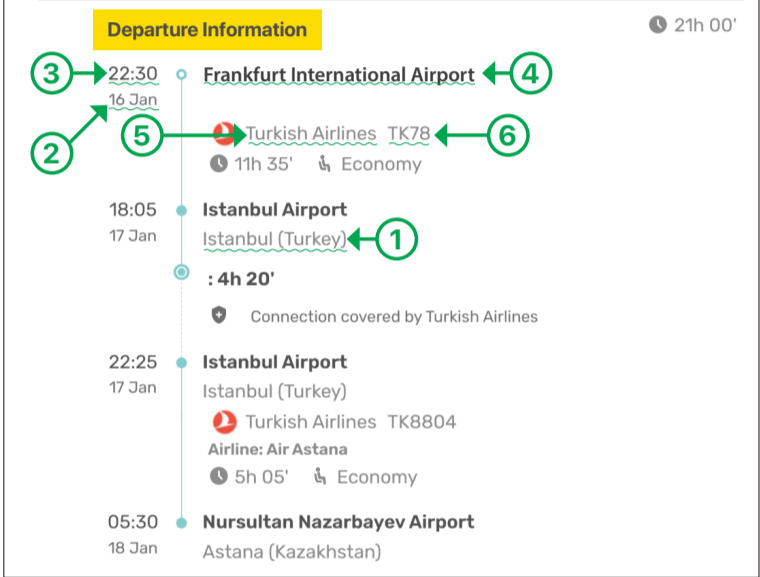 Departure Information
21h 00'
3 22:30 Frankfurt International Airport 4
16 Jan
2
5 Turkish Airlines TK78 6
11h 35' Economy
18:05 Istanbul Airport
17 Jan Istanbul (Turkey) 1
: 4h 20'
Connection covered by Turkish Airlines
22:25 Istanbul Airport
17 Jan Istanbul (Turkey)
Turkish Airlines TK8804
Airline: Air Astana
5h 05' Economy
05:30 Nursultan Nazarbayev Airport
18 Jan Astana (Kazakhstan)